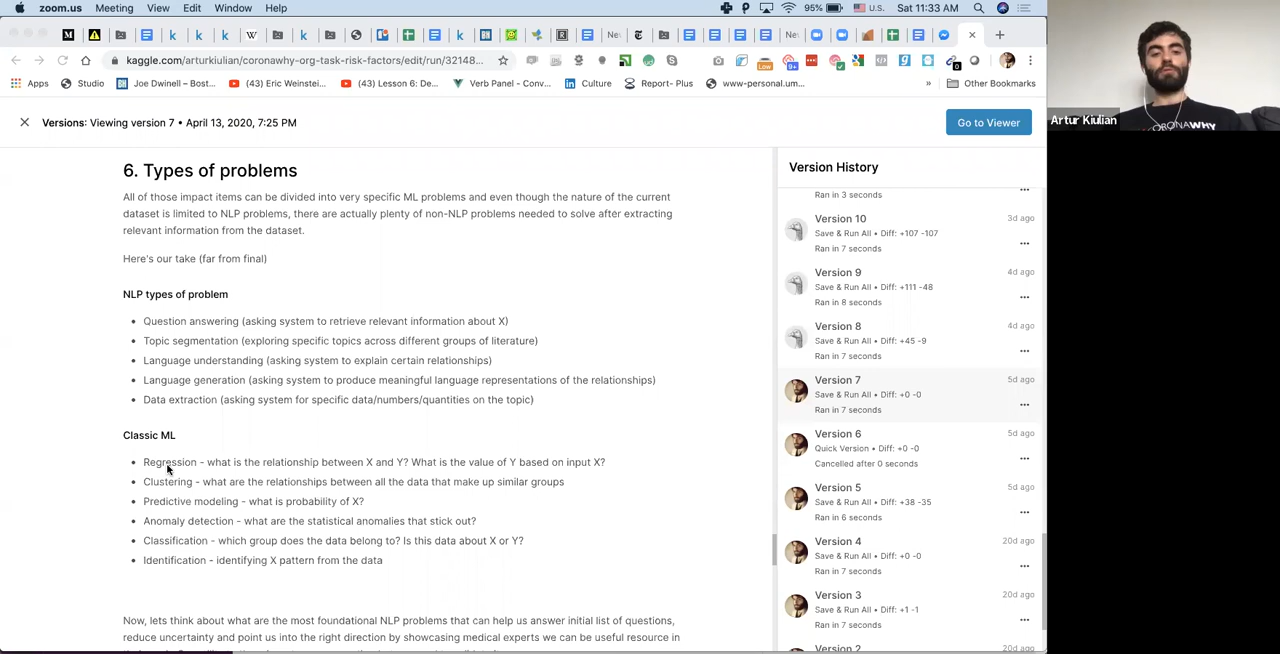 zoom.us Meeting View Edit Window Help 95% U.S. Sat 11:33 AM
kaggle.com/arturkiulian/coronawhy-org-task-risk-factors/edit/run/32148...
Apps Studio Joe Dwinell – Bost... (43) Eric Weinstei... (43) Lesson 6: De... Verb Panel - Conv... Culture Report- Plus www-personal.um... » Other Bookmarks
Versions: Viewing version 7 • April 13, 2020, 7:25 PM
Go to Viewer
Artur Kiulian
6. Types of problems
All of those impact items can be divided into very specific ML problems and even though the nature of the current
dataset is limited to NLP problems, there are actually plenty of non-NLP problems needed to solve after extracting
relevant information from the dataset.
Here's our take (far from final)
NLP types of problem
• Question answering (asking system to retrieve relevant information about X)
• Topic segmentation (exploring specific topics across different groups of literature)
• Language understanding (asking system to explain certain relationships)
• Language generation (asking system to produce meaningful language representations of the relationships)
• Data extraction (asking system for specific data/numbers/quantities on the topic)
Classic ML
• Regression - what is the relationship between X and Y? What is the value of Y based on input X?
• Clustering - what are the relationships between all the data that make up similar groups
• Predictive modeling - what is probability of X?
• Anomaly detection - what are the statistical anomalies that stick out?
• Classification - which group does the data belong to? Is this data about X or Y?
• Identification - identifying X pattern from the data
Now, lets think about what are the most foundational NLP problems that can help us answer initial list of questions,
reduce uncertainty and point us into the right direction by showcasing medical experts we can be useful resource in
Version History
Ran in 3 seconds
Version 10 3d ago
Save & Run All • Diff: +107 -107
Ran in 7 seconds
Version 9 4d ago
Save & Run All • Diff: +111 -48
Ran in 8 seconds
Version 8 4d ago
Save & Run All • Diff: +45 -9
Ran in 7 seconds
Version 7 5d ago
Save & Run All • Diff: +0 -0
Ran in 7 seconds
Version 6 5d ago
Quick Version • Diff: +0 -0
Cancelled after 0 seconds
Version 5 5d ago
Save & Run All • Diff: +38 -35
Ran in 6 seconds
Version 4 20d ago
Save & Run All • Diff: +0 -0
Ran in 7 seconds
Version 3 20d ago
Save & Run All • Diff: +1 -1
Ran in 7 seconds
Version 2 20d ago